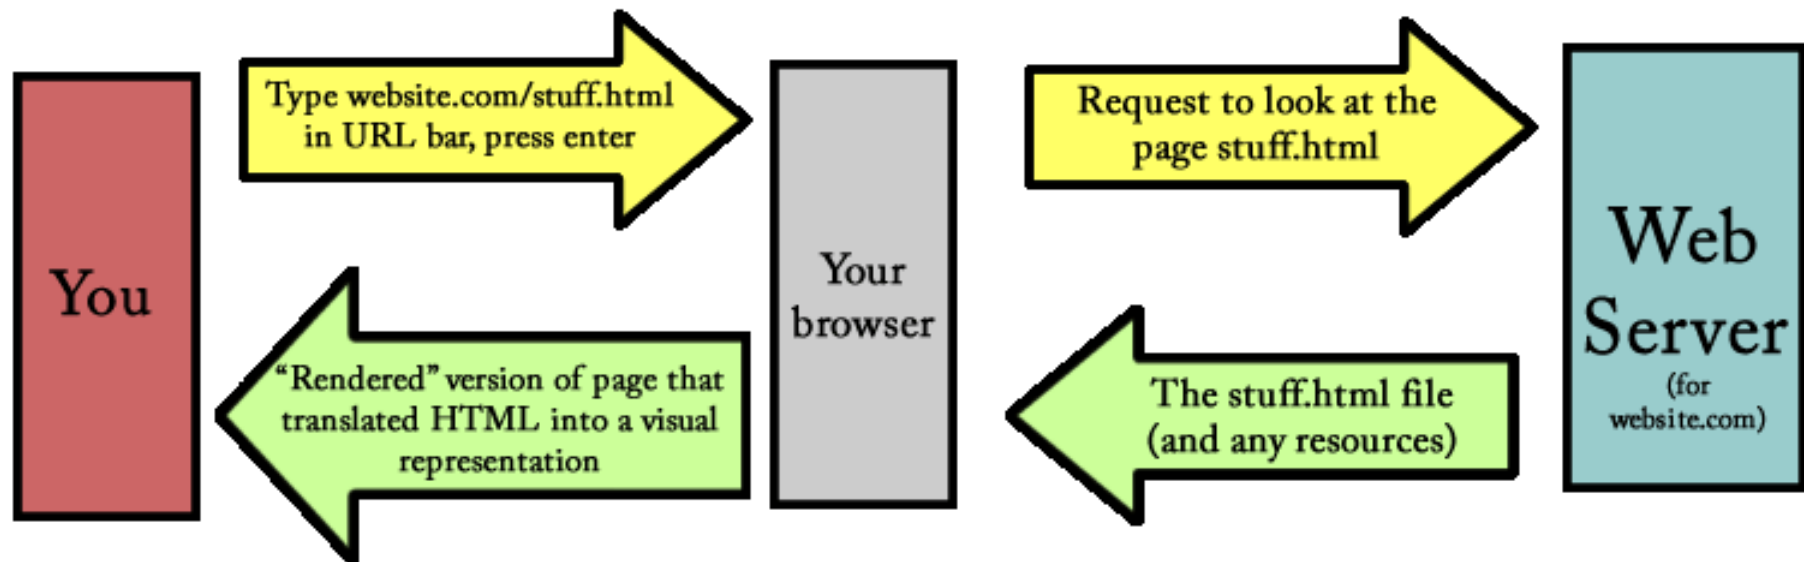 You
Type website.com/stuff.html
in URL bar, press enter
“Rendered” version of page that
translated HTML into a visual
representation
Your
browser
Request to look at the
page stuff.html
The stuff.html file
(and any resources)
Web
Server
(for
website.com)